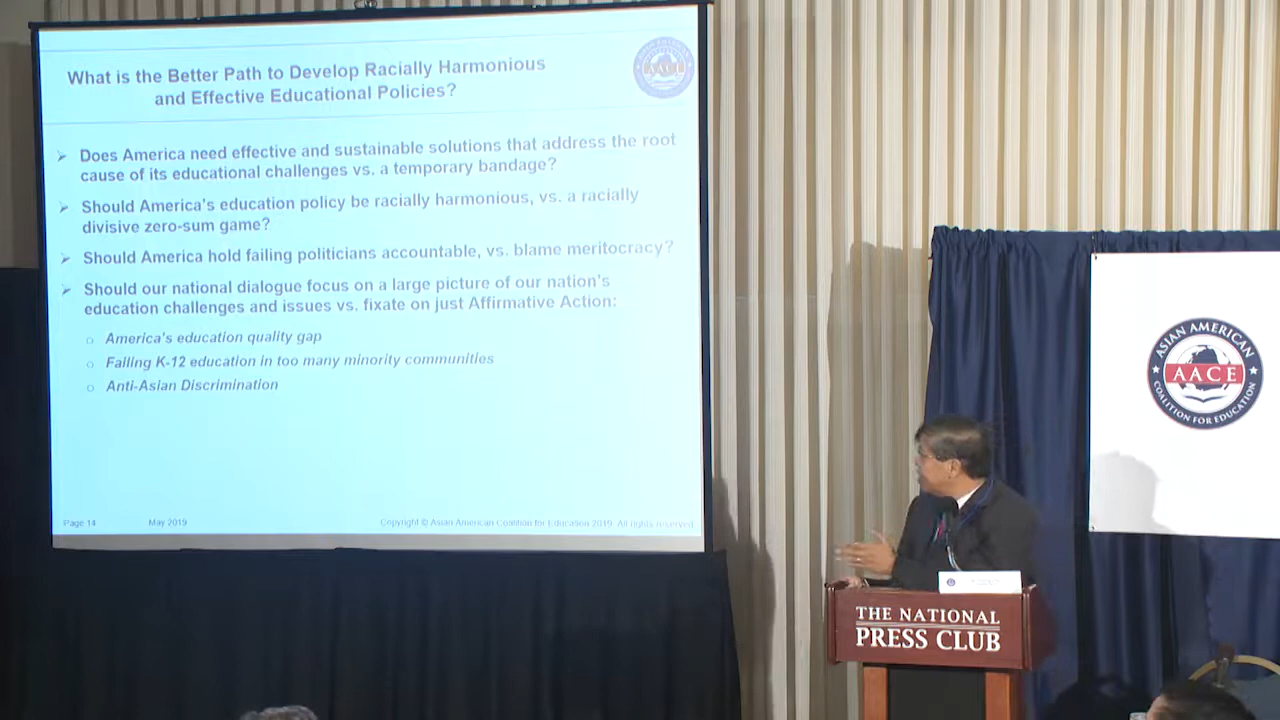 What is the Better Path to Develop Racially Harmonious
and Effective Educational Policies?
AACE
➢ Does America need effective and sustainable solutions that address the root
cause of its educational challenges vs. a temporary bandage?
➢ Should America's education policy be racially harmonious, vs. a racially
divisive zero-sum game?
➢ Should America hold failing politicians accountable, vs. blame meritocracy?
➢ Should our national dialogue focus on a large picture of our nation's
education challenges and issues vs. fixate on just Affirmative Action:
○ America's education quality gap
○ Failing K-12 education in too many minority communities
○ Anti-Asian Discrimination
Page 14 May 2019 Copyright © Asian American Coalition for Education 2019. All rights reserved
ASIAN AMERICAN
AACE
COALITION FOR EDUCATION
THE NATIONAL
PRESS CLUB